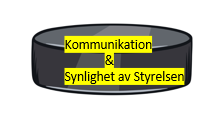 Kommunikation
&
Synlighet av Styrelsen